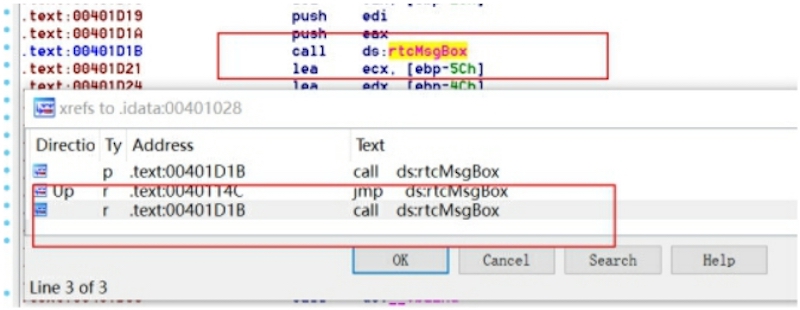 .text:00401D19 push edi
.text:00401D1A push eax
.text:00401D1B call ds:rtcMsgBox
.text:00401D21 lea ecx, [ebp-5Ch]
.text:00401D24 lea edx, [ebp-4Ch]
xrefs to .idata:00401028
Directio Ty Address Text
p .text:00401D1B call ds:rtcMsgBox
Up r .text:0040114C jmp ds:rtcMsgBox
r .text:00401D1B call ds:rtcMsgBox
OK Cancel Search Help
Line 3 of 3